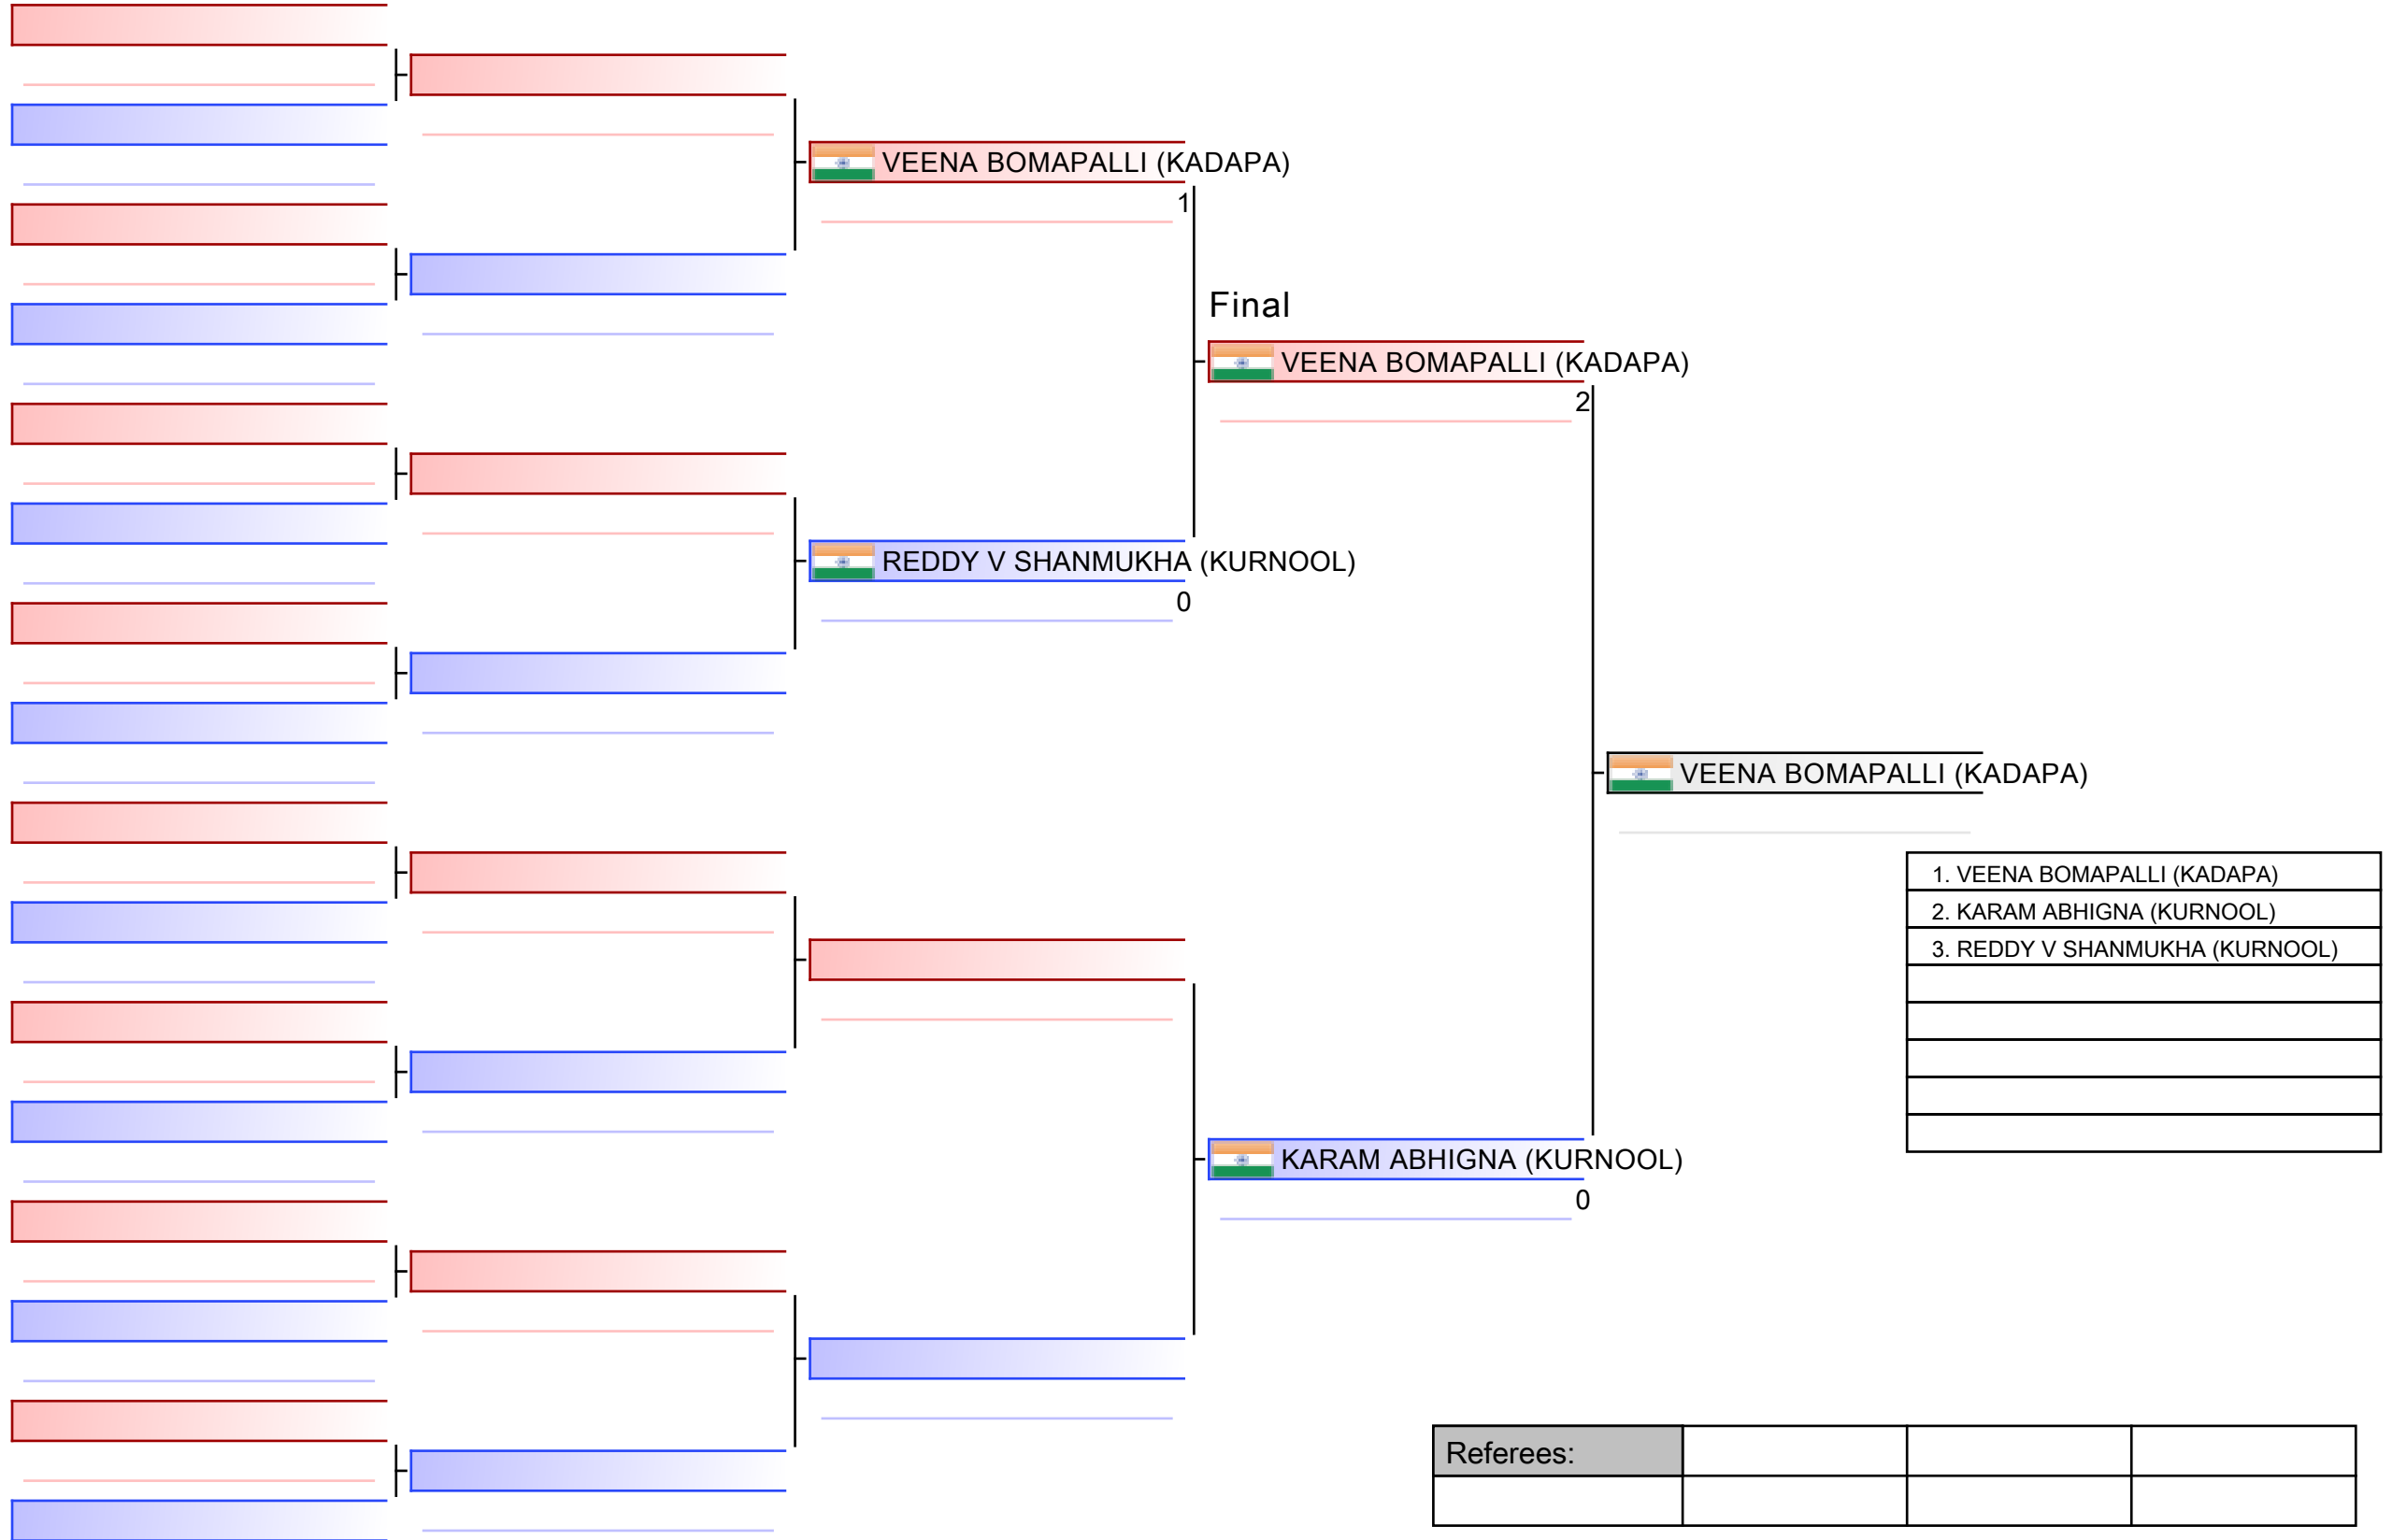 VEENA BOMAPALLI (KADAPA)
1
Final
VEENA BOMAPALLI (KADAPA)
2
REDDY V SHANMUKHA (KURNOOL)
0
VEENA BOMAPALLI (KADAPA)
1. VEENA BOMAPALLI (KADAPA)
2. KARAM ABHIGNA (KURNOOL)
3. REDDY V SHANMUKHA (KURNOOL)
KARAM ABHIGNA (KURNOOL)
0
Referees: